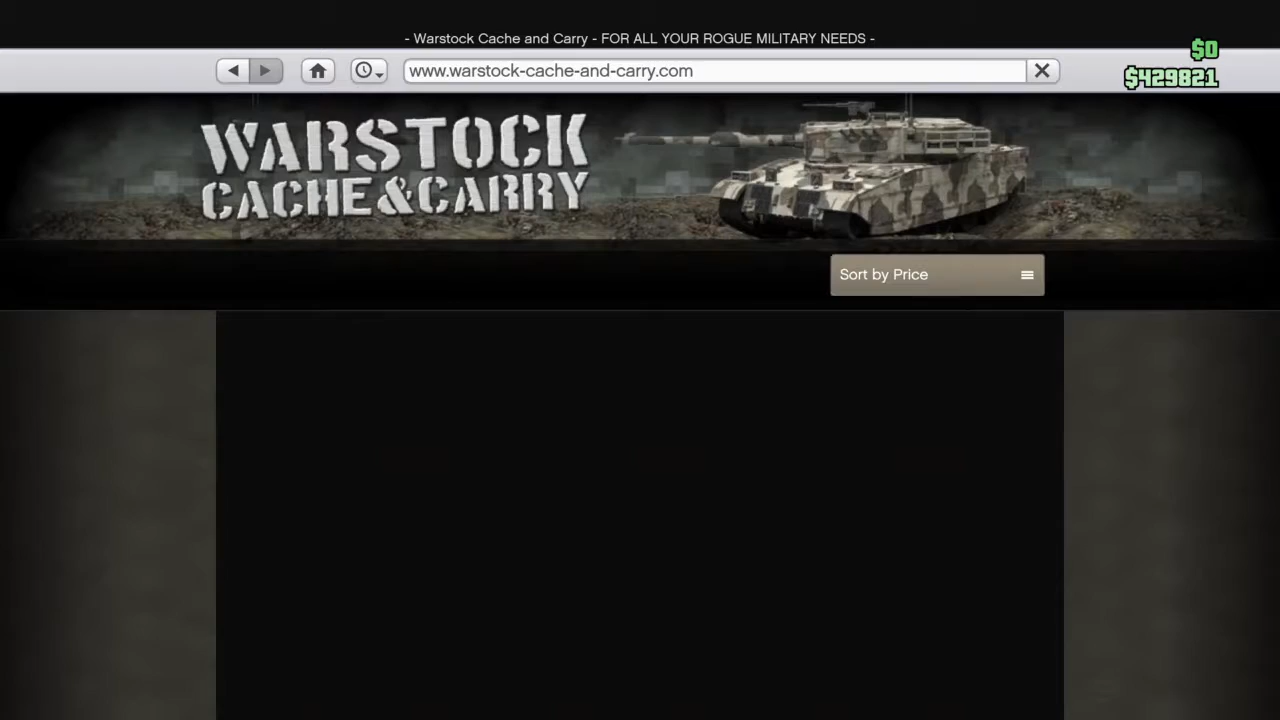 - Warstock Cache and Carry - FOR ALL YOUR ROGUE MILITARY NEEDS -
$0
www.warstock-cache-and-carry.com
$429821
WARSTOCK
CACHE&CARRY
Sort by Price